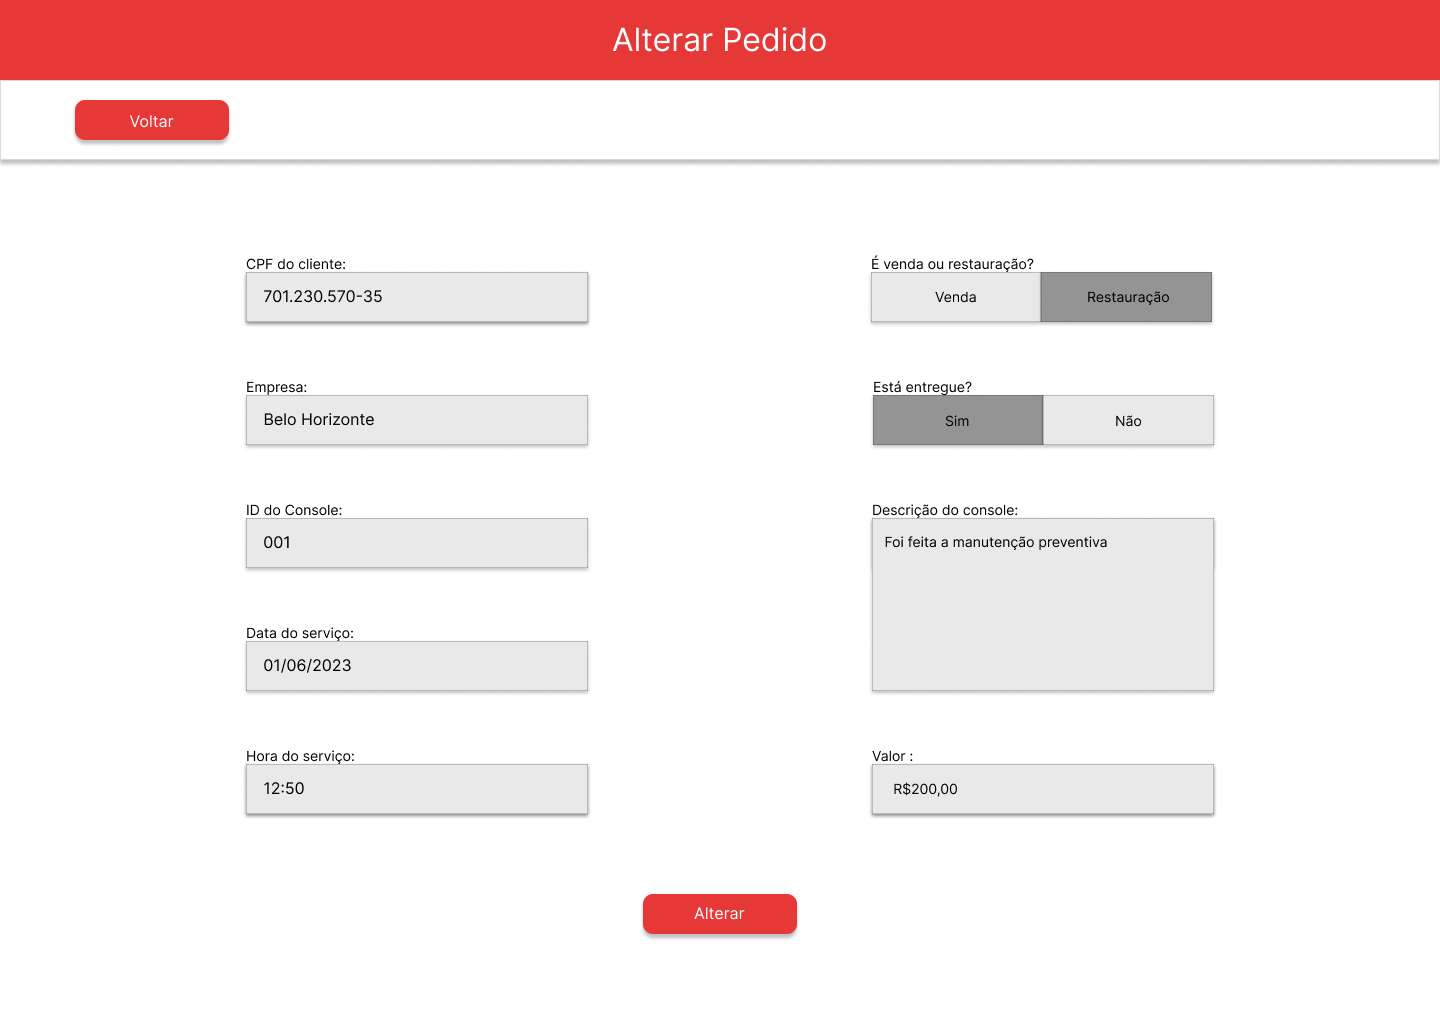 Alterar Pedido
Voltar
CPF do cliente:
701.230.570-35
Empresa:
Belo Horizonte
ID do Console:
001
Data do serviço:
01/06/2023
Hora do serviço:
12:50
É venda ou restauração?
Venda
Restauração
Está entregue?
Sim
Não
Descrição do console:
Foi feita a manutenção preventiva
Valor :
R$200,00
Alterar